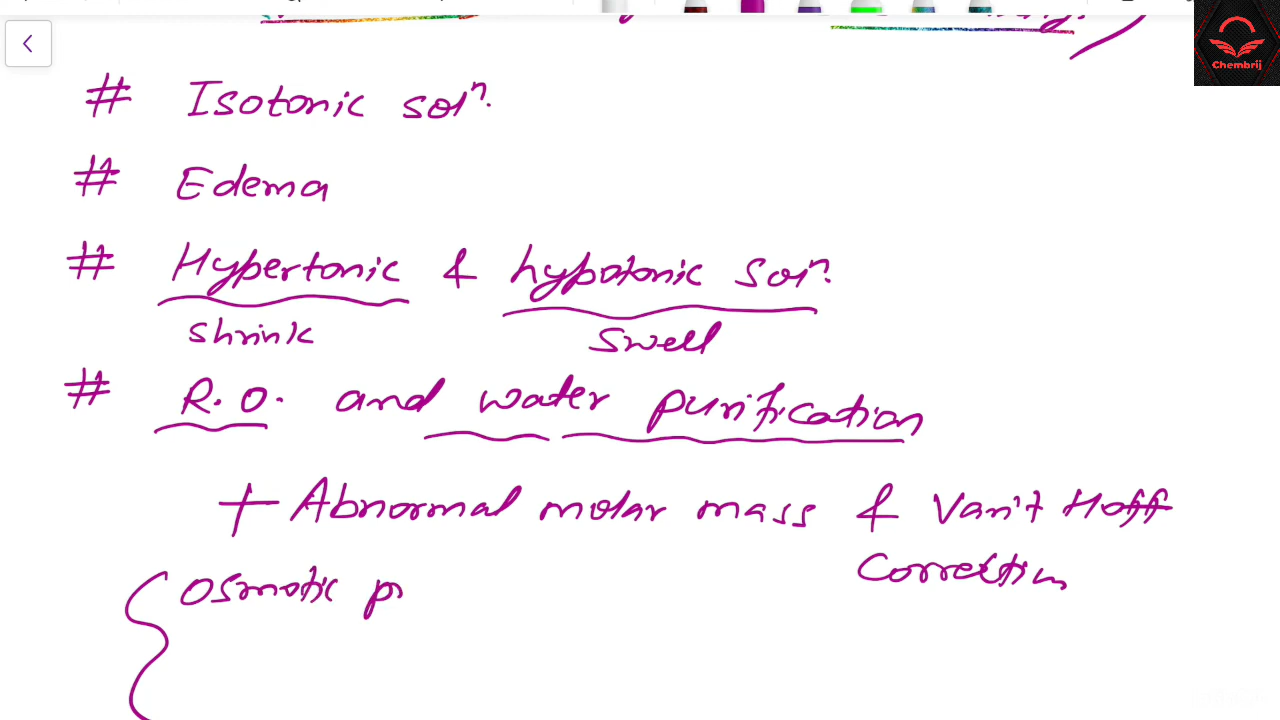 Chembrij
# Isotonic solⁿ.
# Edema
# Hypertonic & hypotonic solⁿ.
shrink swell
# R.O. and water purification
+ Abnormal molar mass & Van't Hoff
Correction
Osmotic